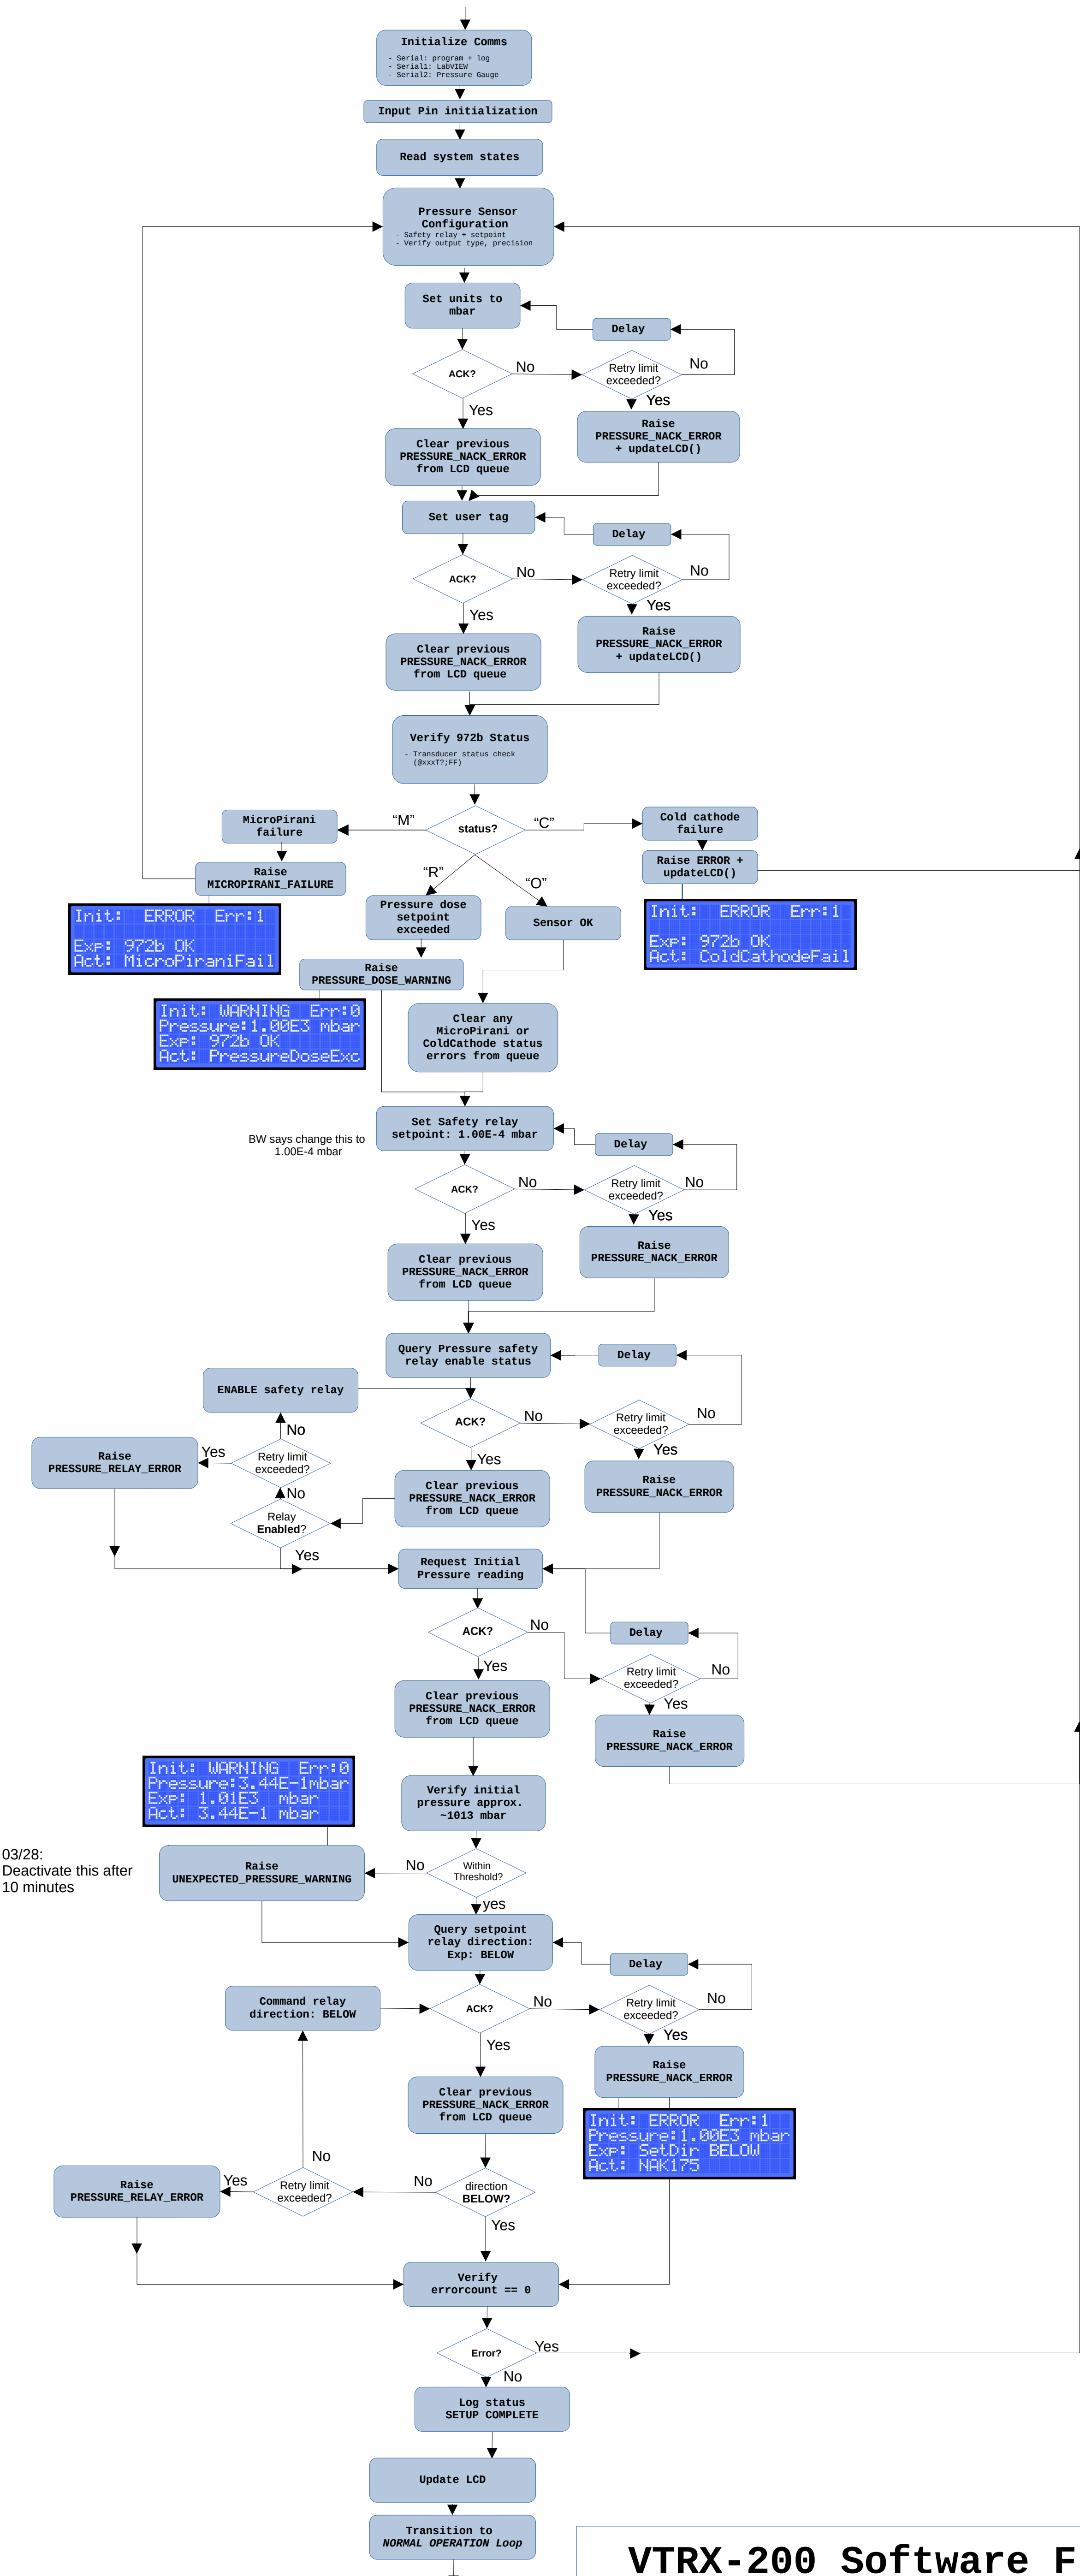 Initialize Comms
- Serial: program + log
- Serial1: LabVIEW
- Serial2: Pressure Gauge
Input Pin initialization
Read system states
Pressure Sensor
Configuration
- Safety relay + setpoint
- Verify output type, precision
Set units to
mbar
Delay
ACK?
No
Retry limit
exceeded?
No
Yes
Yes
Clear previous
PRESSURE_NACK_ERROR
from LCD queue
Raise
PRESSURE_NACK_ERROR
+ updateLCD()
Set user tag
Delay
ACK?
No
Retry limit
exceeded?
No
Yes
Yes
Clear previous
PRESSURE_NACK_ERROR
from LCD queue
Raise
PRESSURE_NACK_ERROR
+ updateLCD()
Verify 972b Status
- Transducer status check
(@xxxT?;FF)
MicroPirani
failure
“M”
status?
“C”
Cold cathode
failure
Raise
MICROPIRANI_FAILURE
“R”
“O”
Raise ERROR +
updateLCD()
Init: ERROR Err:1
Exp: 972b OK
Act: MicroPiraniFail
Pressure dose
setpoint
exceeded
Sensor OK
Init: ERROR Err:1
Exp: 972b OK
Act: ColdCathodeFail
Raise
PRESSURE_DOSE_WARNING
Init: WARNING Err:0
Pressure:1.00E3 mbar
Exp: 972b OK
Act: PressureDoseExc
Clear any
MicroPirani or
ColdCathode status
errors from queue
BW says change this to
1.00E-4 mbar
Set Safety relay
setpoint: 1.00E-4 mbar
Delay
ACK?
No
Retry limit
exceeded?
No
Yes
Yes
Clear previous
PRESSURE_NACK_ERROR
from LCD queue
Raise
PRESSURE_NACK_ERROR
Query Pressure safety
relay enable status
Delay
ENABLE safety relay
ACK?
No
Retry limit
exceeded?
No
Yes
Yes
No
Raise
PRESSURE_RELAY_ERROR
Yes
Retry limit
exceeded?
Clear previous
PRESSURE_NACK_ERROR
from LCD queue
Raise
PRESSURE_NACK_ERROR
No
Relay
Enabled?
Yes
Request Initial
Pressure reading
Delay
ACK?
No
Retry limit
exceeded?
No
Yes
Yes
Clear previous
PRESSURE_NACK_ERROR
from LCD queue
Raise
PRESSURE_NACK_ERROR
Init: WARNING Err:0
Pressure:3.44E-1mbar
Exp: 1.01E3 mbar
Act: 3.44E-1 mbar
Verify initial
pressure approx.
~1013 mbar
03/28:
Deactivate this after
10 minutes
Raise
UNEXPECTED_PRESSURE_WARNING
No
Within
Threshold?
yes
Query setpoint
relay direction:
Exp: BELOW
Delay
Command relay
direction: BELOW
ACK?
No
Retry limit
exceeded?
No
Yes
Yes
Clear previous
PRESSURE_NACK_ERROR
from LCD queue
Raise
PRESSURE_NACK_ERROR
Init: ERROR Err:1
Pressure:1.00E3 mbar
Exp: SetDir BELOW
Act: NAK175
No
Raise
PRESSURE_RELAY_ERROR
Yes
Retry limit
exceeded?
No
direction
BELOW?
Yes
Verify
errorcount == 0
Error?
Yes
No
Log status
SETUP COMPLETE
Update LCD
Transition to
NORMAL OPERATION Loop
VTRX-200 Software F